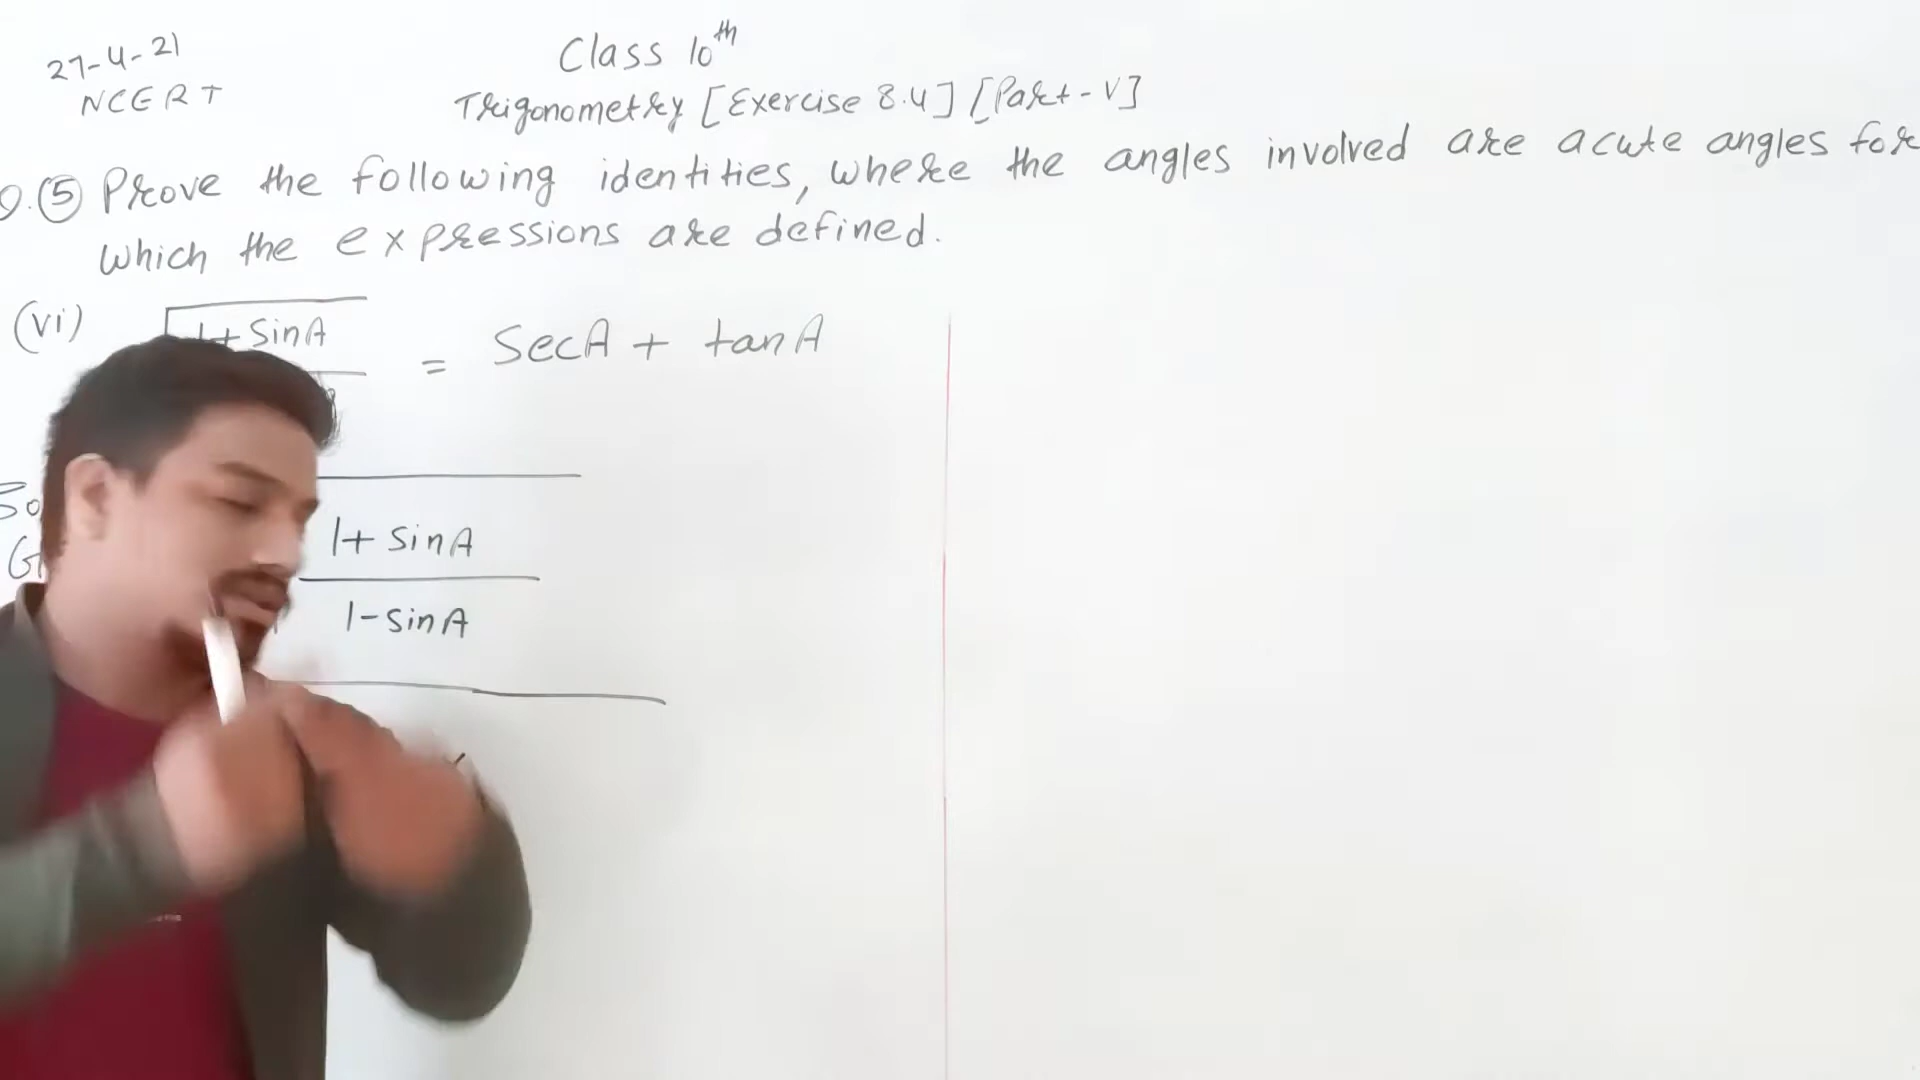 27-4-21
Class 10th
NCERT
Trigonometry [Exercise 8.4] [Part-V]
Q.(5) Prove the following identities, where the angles involved are acute angles for
which the expressions are defined.
(vi) 1+ SinA = SecA + tanA
1+ sinA
1-sinA